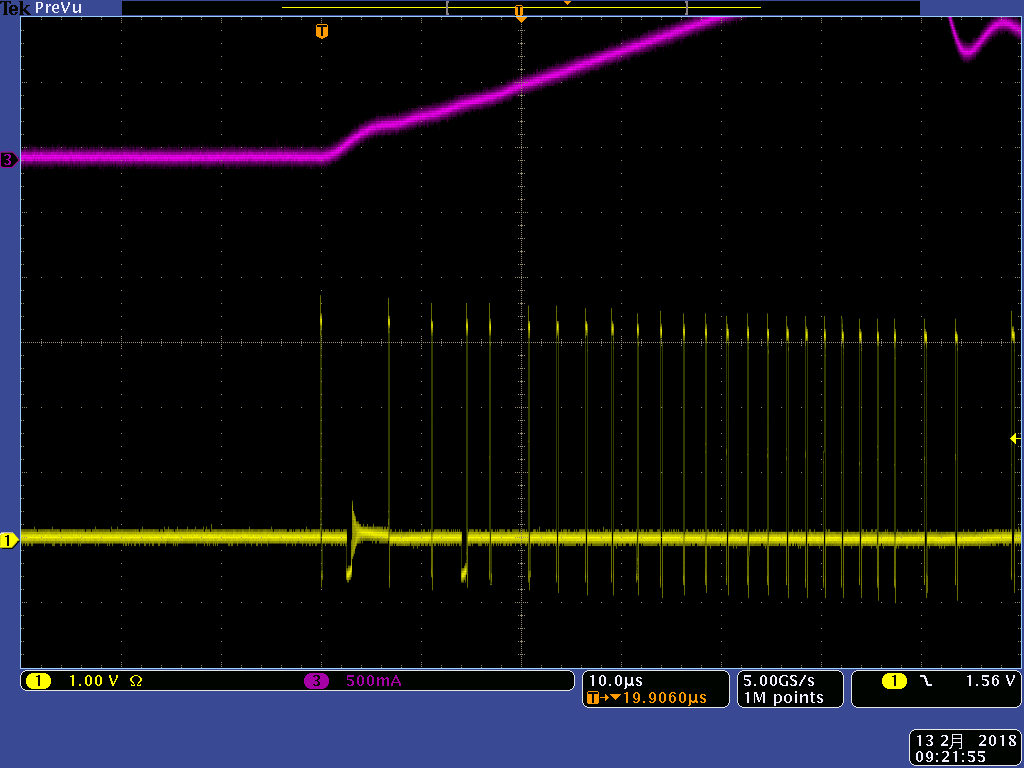 Tek PreVu
T
T
3
1
1 1.00 V Ω 3 500mA
10.0µs
T→▼19.9060µs
5.00GS/s
1M points
1 1.56 V
13 2月 2018
09:21:55